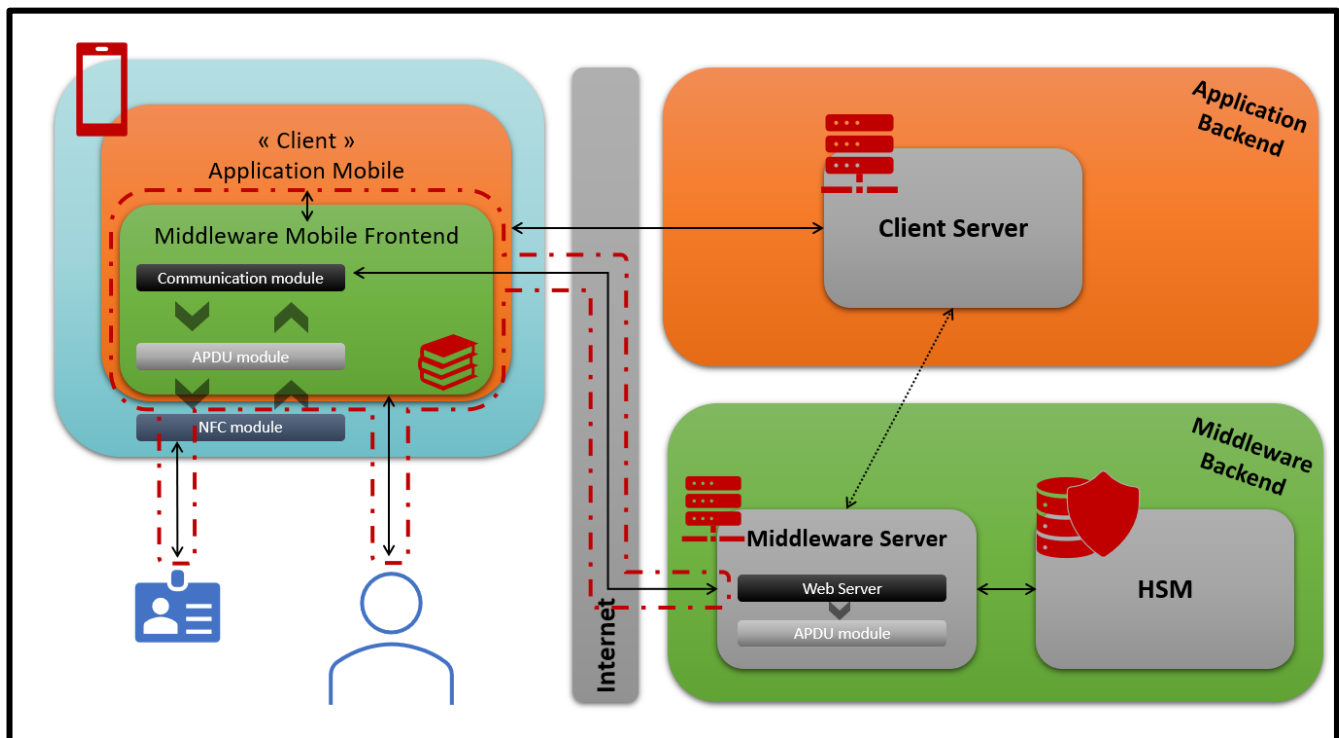 « Client »
Application Mobile
Middleware Mobile Frontend
Communication module
APDU module
NFC module
Internet
Application
Backend
Client Server
Middleware
Backend
Middleware Server
Web Server
APDU module
HSM